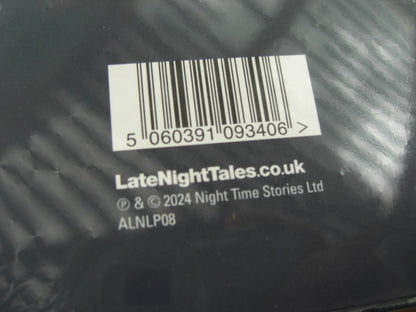 5 060391 093406 >
LateNightTales.co.uk
℗ & © 2024 Night Time Stories Ltd
ALNLP08